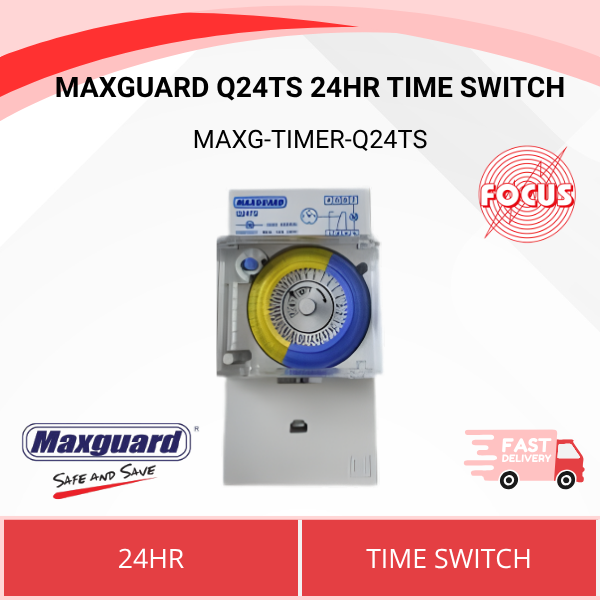 MAXGUARD Q24TS 24HR TIME SWITCH
MAXG-TIMER-Q24TS
FOCUS
MAXGUARD
Maxguard®
SAFE AND SAVE
FAST
DELIVERY
24HR
TIME SWITCH